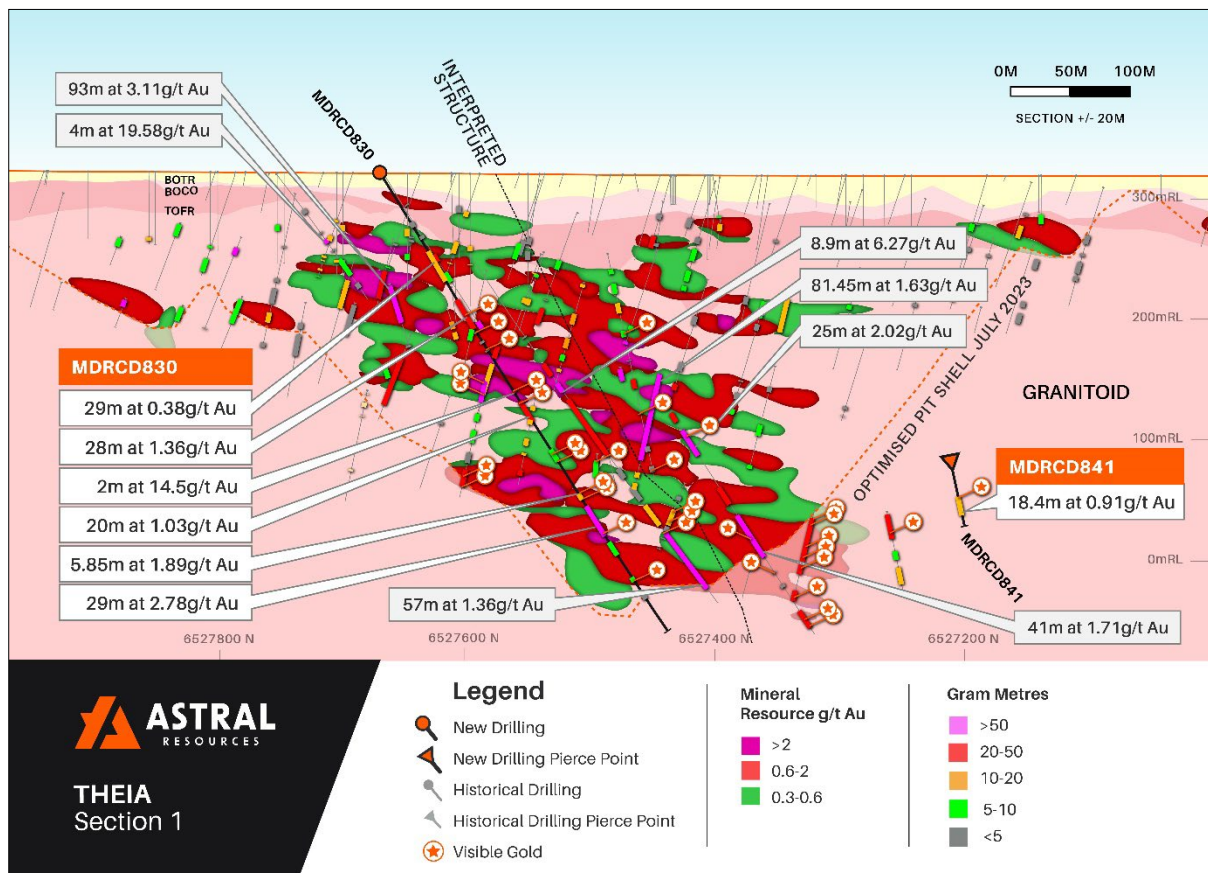 93m at 3.11g/t Au
4m at 19.58g/t Au
MDRCD830
INTERPRETED
STRUCTURE
0M 50M 100M
SECTION +/- 20M
BOTR
BOCO
TOFR
300mRL
8.9m at 6.27g/t Au
81.45m at 1.63g/t Au
25m at 2.02g/t Au
200mRL
OPTIMISED PIT SHELL JULY 2023
GRANITOID
MDRCD830
29m at 0.38g/t Au
28m at 1.36g/t Au
2m at 14.5g/t Au
20m at 1.03g/t Au
5.85m at 1.89g/t Au
29m at 2.78g/t Au
100mRL
MDRCD841
18.4m at 0.91g/t Au
MDRCD841
0mRL
57m at 1.36g/t Au
41m at 1.71g/t Au
6527800 N
6527600 N
6527400 N
6527200 N
ASTRAL
RESOURCES
THEIA
Section 1
Legend
New Drilling
New Drilling Pierce Point
Historical Drilling
Historical Drilling Pierce Point
Visible Gold
Mineral
Resource g/t Au
>2
0.6-2
0.3-0.6
Gram Metres
>50
20-50
10-20
5-10
<5